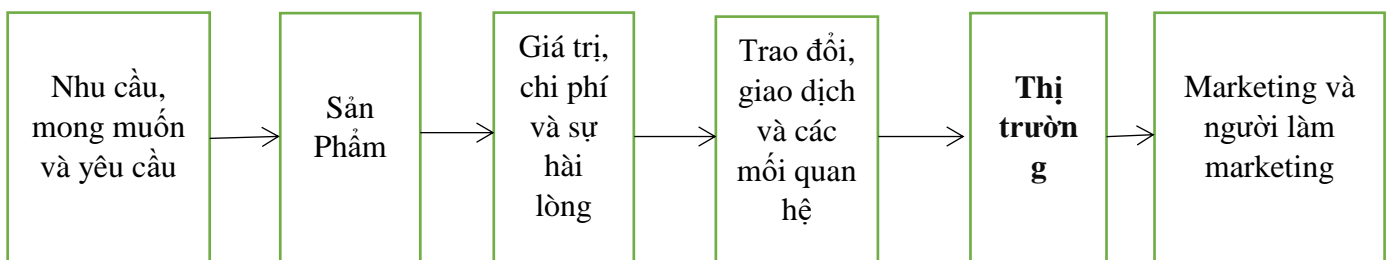 Nhu cầu,
mong muốn
và yêu cầu
Sản
Phẩm
Giá trị,
chi phí
và sự
hài
lòng
Trao đổi,
giao dịch
và các
mối quan
hệ
Thị
trườn
g
Marketing và
người làm
marketing